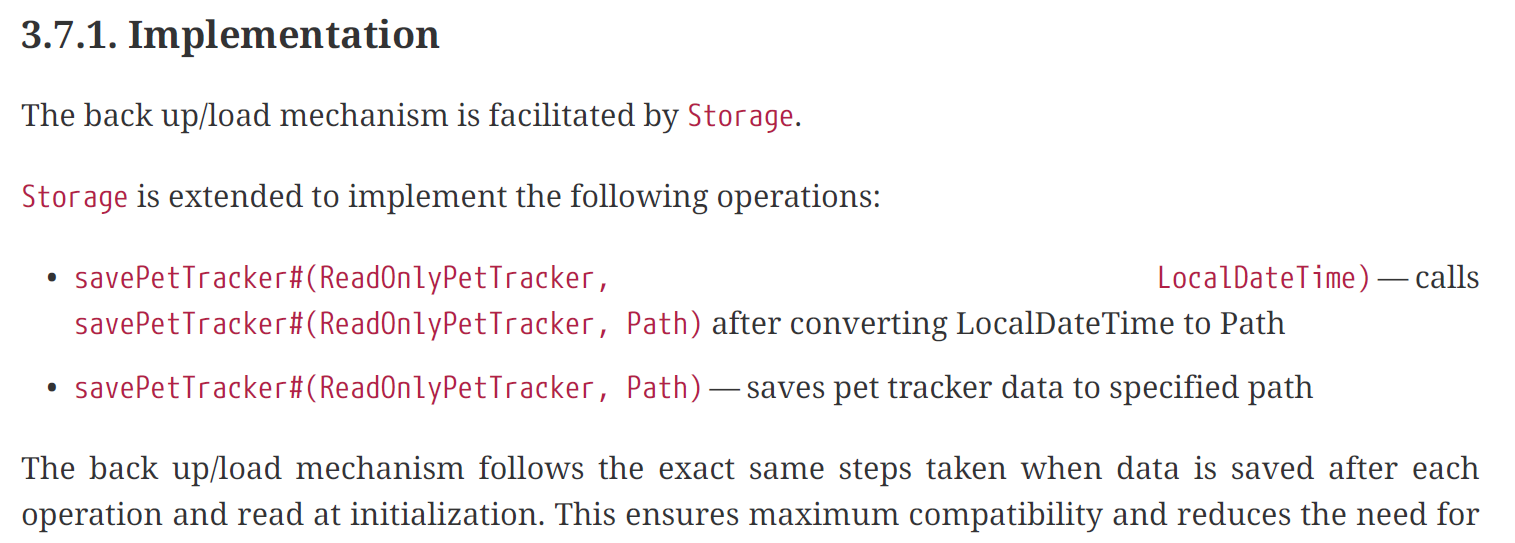 3.7.1. Implementation
The back up/load mechanism is facilitated by Storage.
Storage is extended to implement the following operations:
• savePetTracker#(ReadOnlyPetTracker, LocalDateTime) — calls
savePetTracker#(ReadOnlyPetTracker, Path) after converting LocalDateTime to Path
• savePetTracker#(ReadOnlyPetTracker, Path) — saves pet tracker data to specified path
The back up/load mechanism follows the exact same steps taken when data is saved after each
operation and read at initialization. This ensures maximum compatibility and reduces the need for